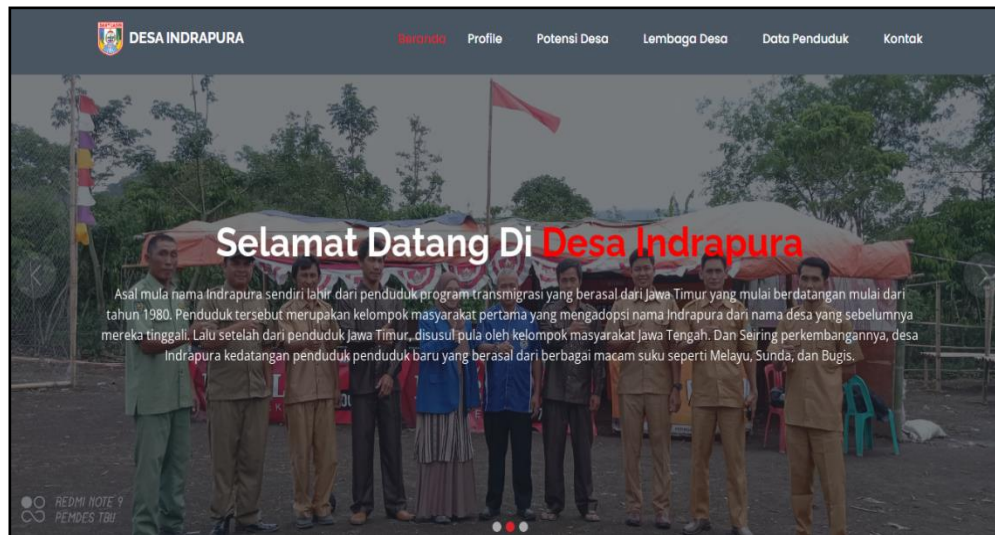 DESA INDRAPURA
Beranda Profile Potensi Desa Lembaga Desa Data Penduduk Kontak
Selamat Datang Di Desa Indrapura
Asal mula nama Indrapura sendiri lahir dari penduduk program transmigrasi yang berasal dari Jawa Timur yang mulai berdatangan mulai dari
tahun 1980. Penduduk tersebut merupakan kelompok masyarakat pertama yang mengadopsi nama Indrapura dari nama desa yang sebelumnya
mereka tinggali. Lalu setelah dari penduduk Jawa Timur, disusul pula oleh kelompok masyarakat Jawa Tengah. Dan Seiring perkembangannya, desa
Indrapura kedatangan penduduk penduduk baru yang berasal dari berbagai macam suku seperti Melayu, Sunda, dan Bugis.
REDMI NOTE 9
PEMDES TBU